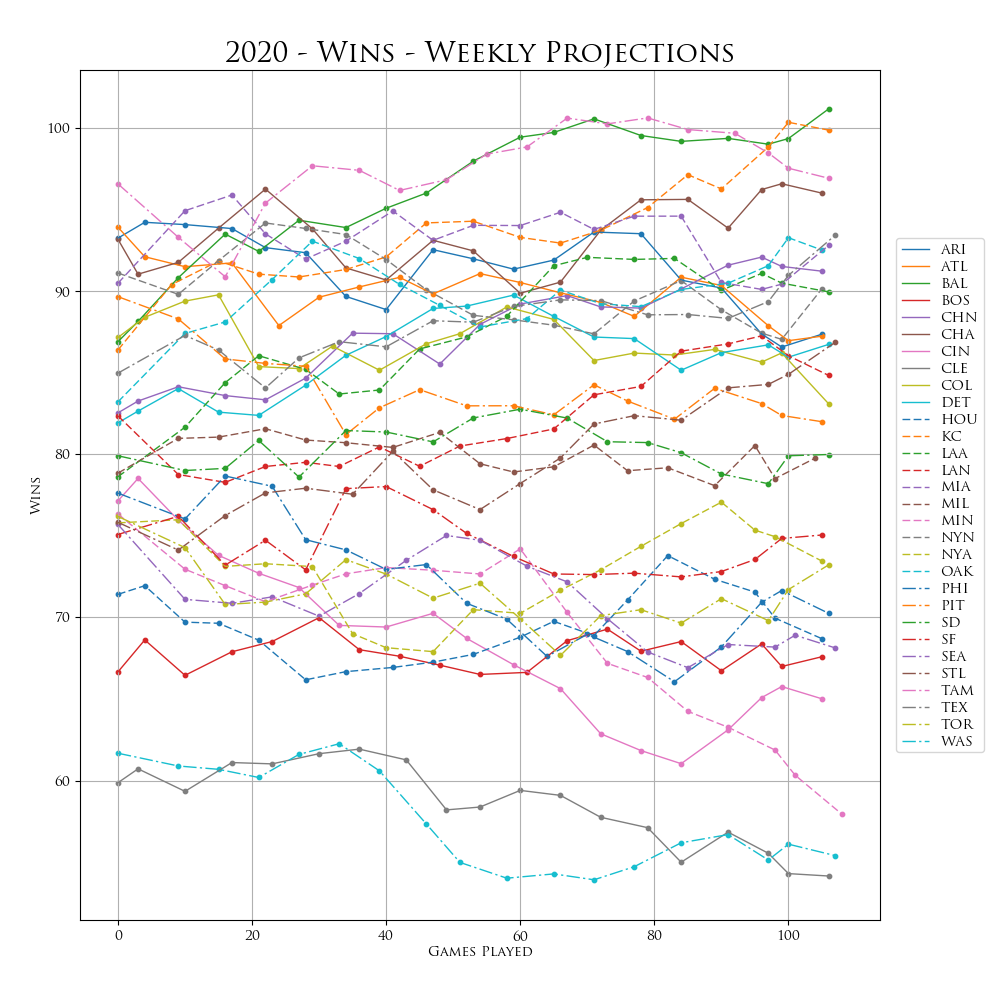 2020 - Wins - Weekly Projections
100
90
80
70
60
Wins
0 20 40 60 80 100
Games Played
ARI
ATL
BAL
BOS
CHN
CHA
CIN
CLE
COL
DET
HOU
KC
LAA
LAN
MIA
MIL
MIN
NYN
NYA
OAK
PHI
PIT
SD
SF
SEA
STL
TAM
TEX
TOR
WAS